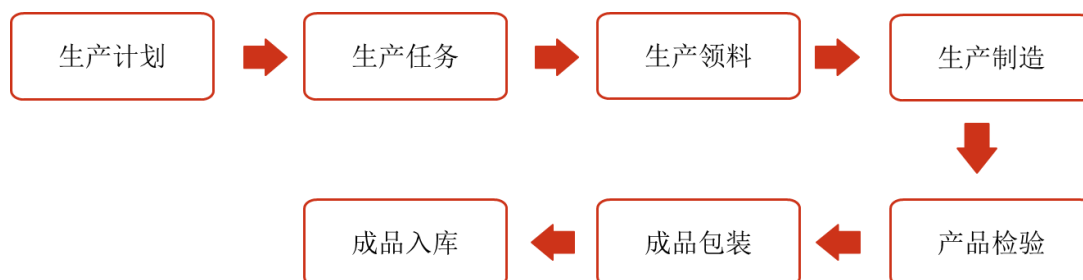 生产计划
生产任务
生产领料
生产制造
产品检验
成品包装
成品入库